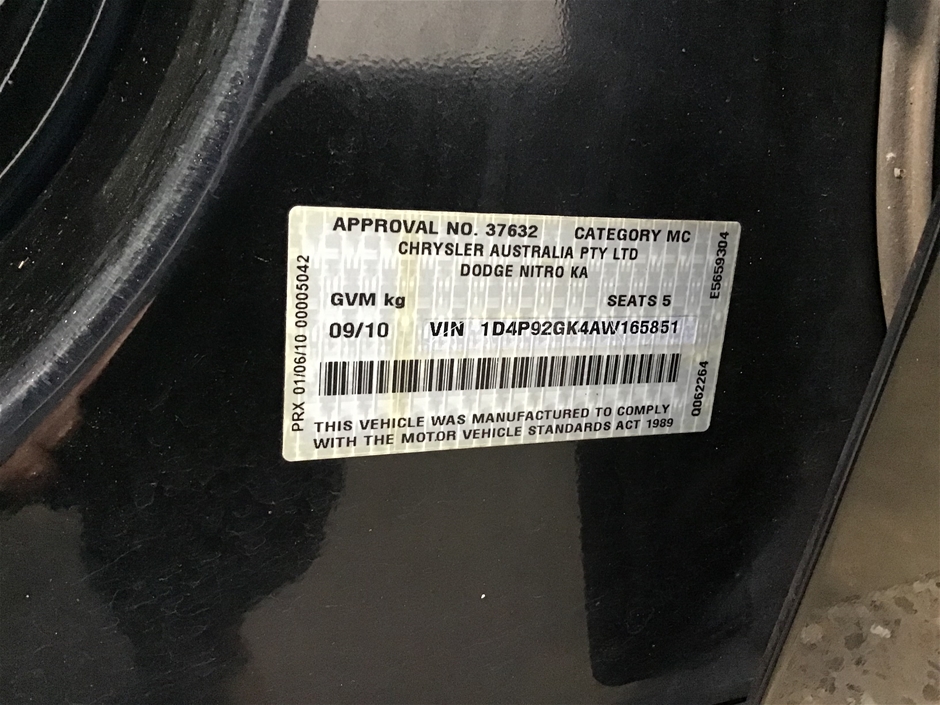 APPROVAL NO. 37632 CATEGORY MC
CHRYSLER AUSTRALIA PTY LTD
DODGE NITRO KA
GVM kg SEATS 5
09/10 VIN 1D4P92GK4AW165851
THIS VEHICLE WAS MANUFACTURED TO COMPLY
WITH THE MOTOR VEHICLE STANDARDS ACT 1989
PRX 01/06/10 00005042
E5659304
Q062264